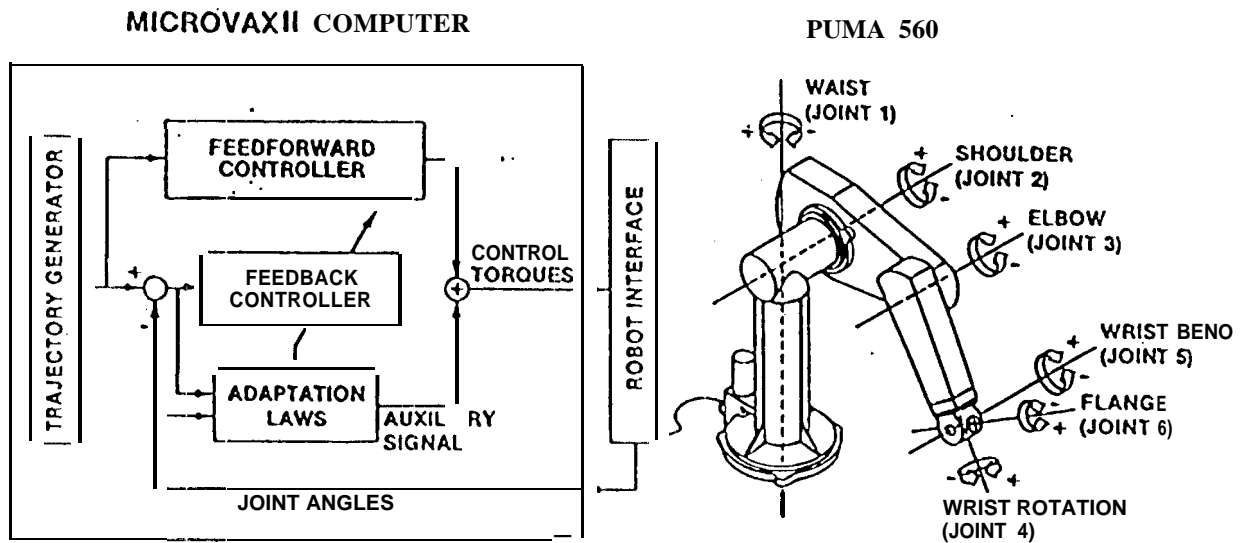 MICROVAXII COMPUTER
PUMA 560
TRAJECTORY GENERATOR
FEEDFORWARD
CONTROLLER
+
-
FEEDBACK
CONTROLLER
ADAPTATION
LAWS
AUXIL RY
SIGNAL
+
CONTROL
TORQUES
JOINT ANGLES
ROBOT INTERFACE
WAIST
(JOINT 1)
+ -
SHOULDER
(JOINT 2)
+
-
ELBOW
(JOINT 3)
+
-
WRIST BENO
(JOINT 5)
+
-
FLANGE
(JOINT 6)
-
+
WRIST ROTATION
(JOINT 4)
- +